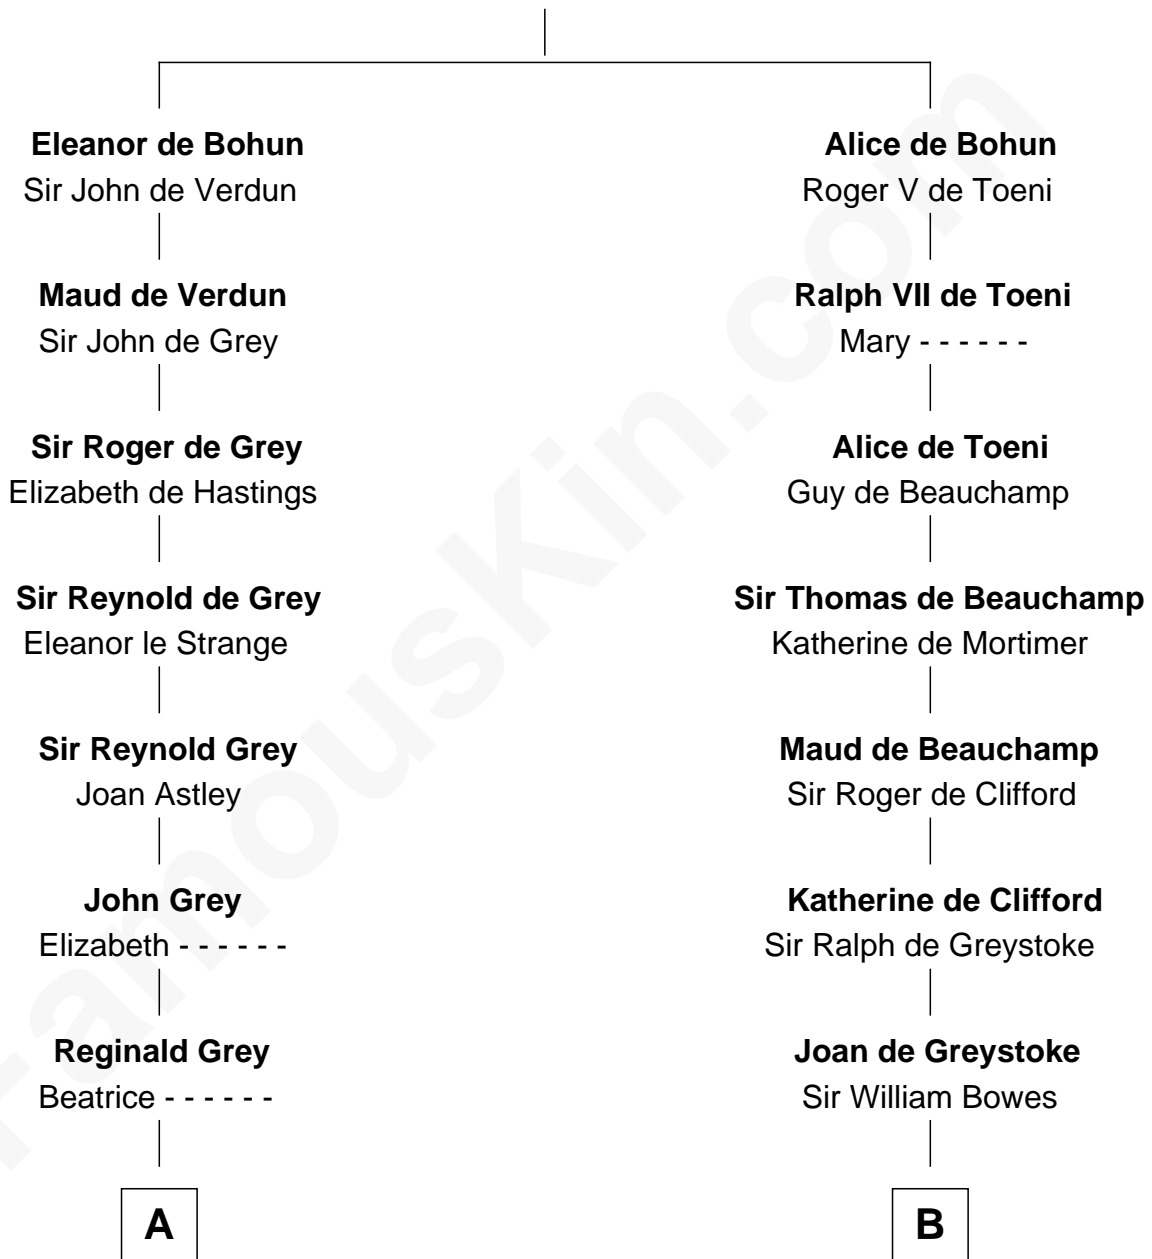 Eleanor de Bohun
Sir John de Verdun
Maud de Verdun
Sir John de Grey
Sir Roger de Grey
Elizabeth de Hastings
Sir Reynold de Grey
Eleanor le Strange
Sir Reynold Grey
Joan Astley
John Grey
Elizabeth - - - - - -
Reginald Grey
Beatrice - - - - - -
A
Alice de Bohun
Roger V de Toeni
Ralph VII de Toeni
Mary - - - - - -
Alice de Toeni
Guy de Beauchamp
Sir Thomas de Beauchamp
Katherine de Mortimer
Maud de Beauchamp
Sir Roger de Clifford
Katherine de Clifford
Sir Ralph de Greystoke
Joan de Greystoke
Sir William Bowes
B
FamousKin.com